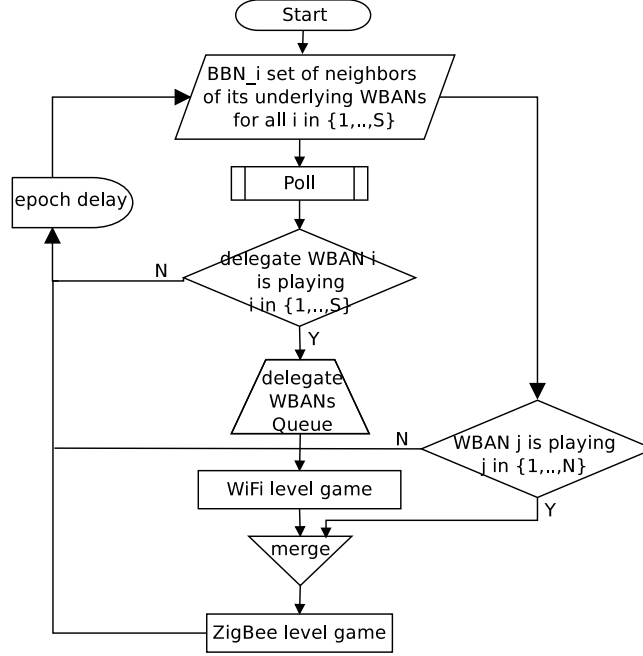 Start
BBN_i set of neighbors
of its underlying WBANs
for all i in {1,..,S}
Poll
epoch delay
delegate WBAN i
is playing
i in {1,..,S}
N
Y
delegate
WBANs
Queue
N
WBAN j is playing
j in {1,..,N}
Y
WiFi level game
merge
ZigBee level game